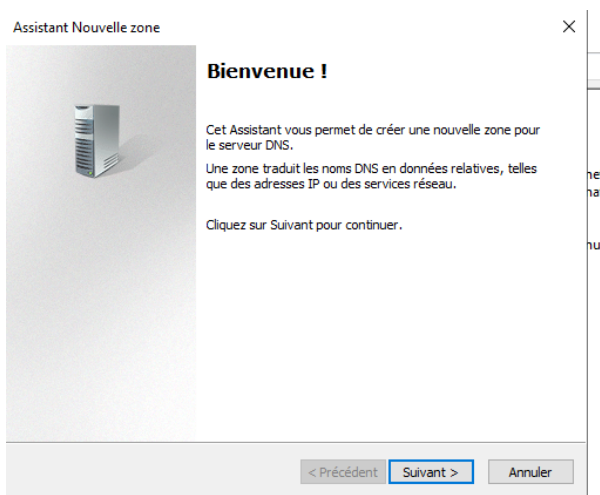 Assistant Nouvelle zone
Bienvenue !
Cet Assistant vous permet de créer une nouvelle zone pour
le serveur DNS.
Une zone traduit les noms DNS en données relatives, telles
que des adresses IP ou des services réseau.
Cliquez sur Suivant pour continuer.
< Précédent Suivant > Annuler